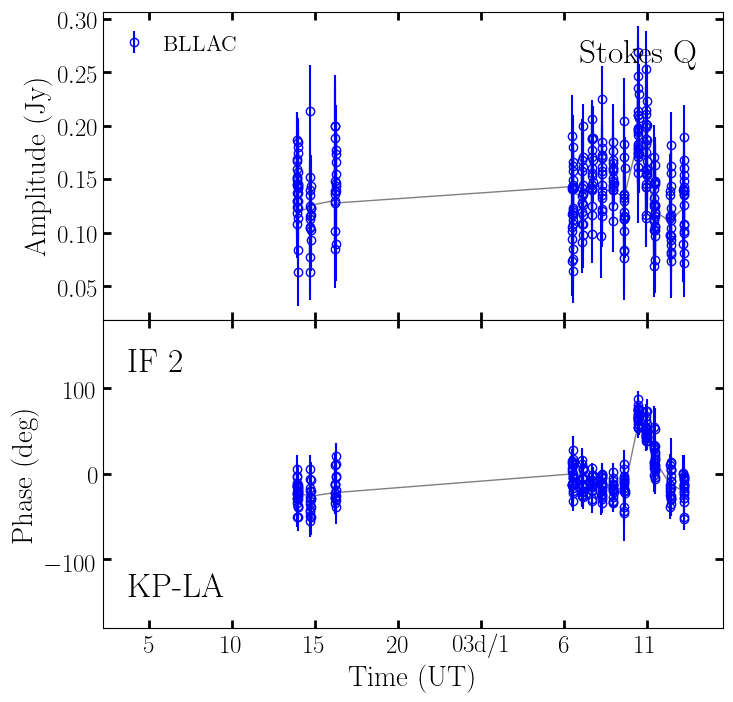 BLLAC
Stokes Q
0.30
0.25
0.20
0.15
0.10
0.05
Amplitude (Jy)
IF 2
100
0
−100
Phase (deg)
KP-LA
5 10 15 20 03d/1 6 11
Time (UT)